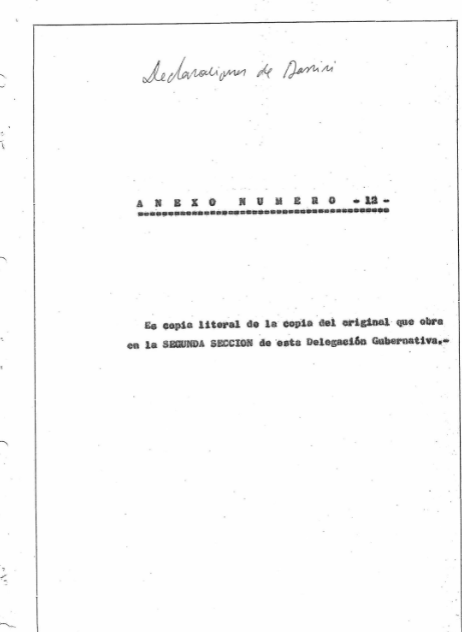 Declaraciones de
A N E X O   N U M E R O  - 12 -
Es copia literal de la copia del original que obra
en la SEGUNDA SECCION de esta Delegación Gubernativa.-